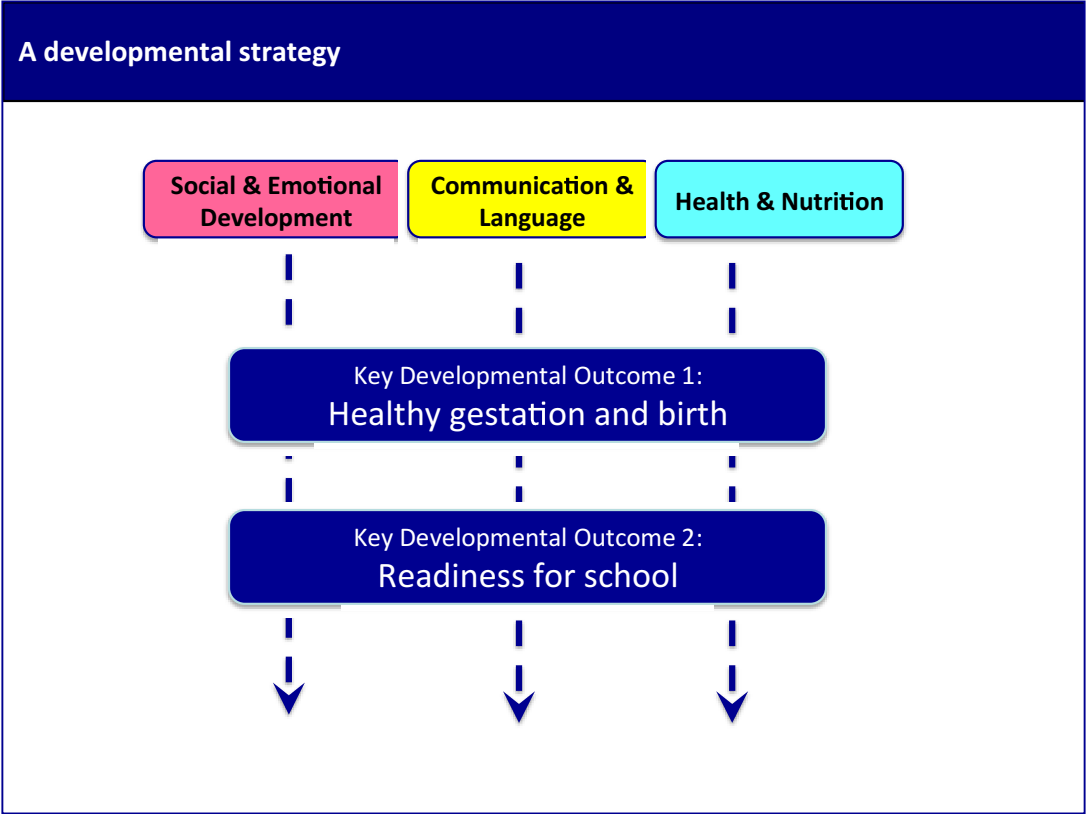 A developmental strategy
Social & Emotional
Development
Communication &
Language
Health & Nutrition
Key Developmental Outcome 1:
Healthy gestation and birth
Key Developmental Outcome 2:
Readiness for school